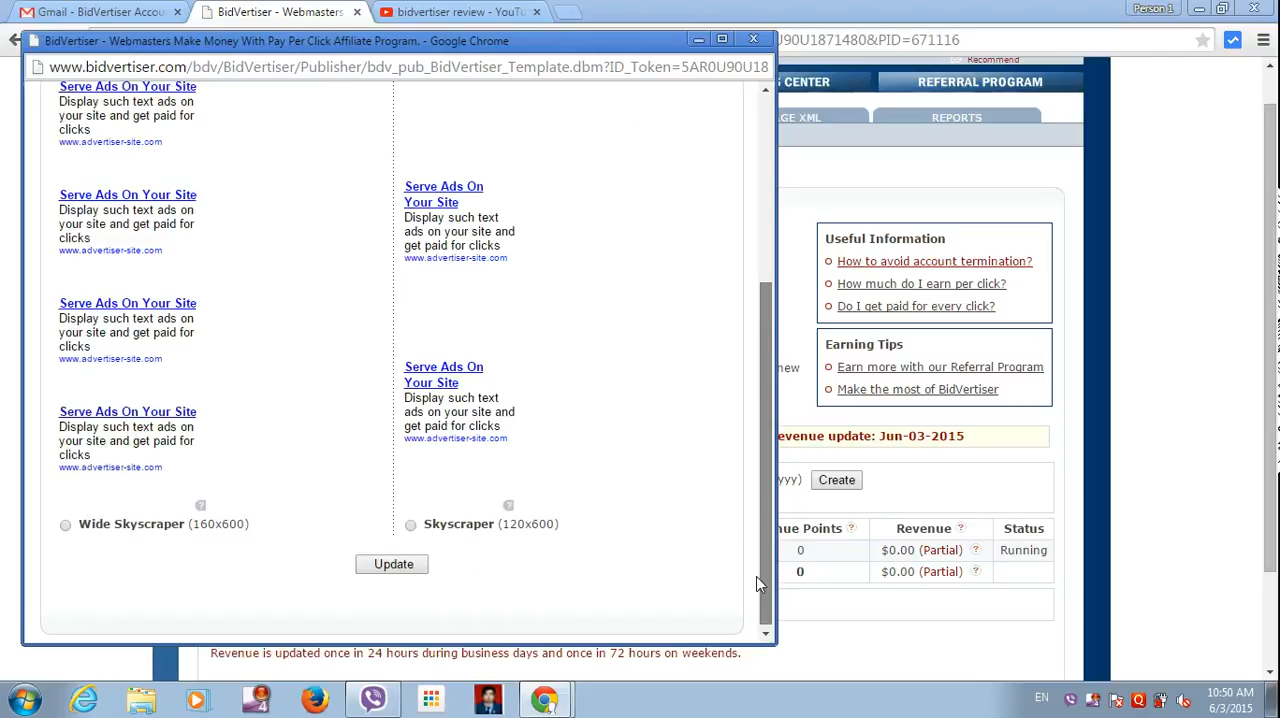 Gmail - BidVertiser Accou
BidVertiser - Webmasters
bidvertiser review - YouTu
Person 1
BidVertiser - Webmasters Make Money With Pay Per Click Affiliate Program. - Google Chrome
90U1871480&PID=671116
www.bidvertiser.com/bdv/BidVertiser/Publisher/bdv_pub_BidVertiser_Template.dbm?ID_Token=5AR0U90U18
Recommend
S CENTER
REFERRAL PROGRAM
AGE XML
REPORTS
Serve Ads On Your Site
Display such text ads on
your site and get paid for
clicks
www.advertiser-site.com
Serve Ads On Your Site
Display such text ads on
your site and get paid for
clicks
www.advertiser-site.com
Serve Ads On Your Site
Display such text ads on
your site and get paid for
clicks
www.advertiser-site.com
Serve Ads On Your Site
Display such text ads on
your site and get paid for
clicks
www.advertiser-site.com
Wide Skyscraper (160x600)
Serve Ads On
Your Site
Display such text
ads on your site and
get paid for clicks
www.advertiser-site.com
Serve Ads On
Your Site
Display such text
ads on your site and
get paid for clicks
www.advertiser-site.com
Skyscraper (120x600)
Update
Useful Information
How to avoid account termination?
How much do I earn per click?
Do I get paid for every click?
Earning Tips
Earn more with our Referral Program
Make the most of BidVertiser
new
evenue update: Jun-03-2015
yyy) Create
nue Points ? Revenue ? Status
0 $0.00 (Partial) ? Running
0 $0.00 (Partial) ?
Revenue is updated once in 24 hours during business days and once in 72 hours on weekends.
EN
10:50 AM
6/3/2015